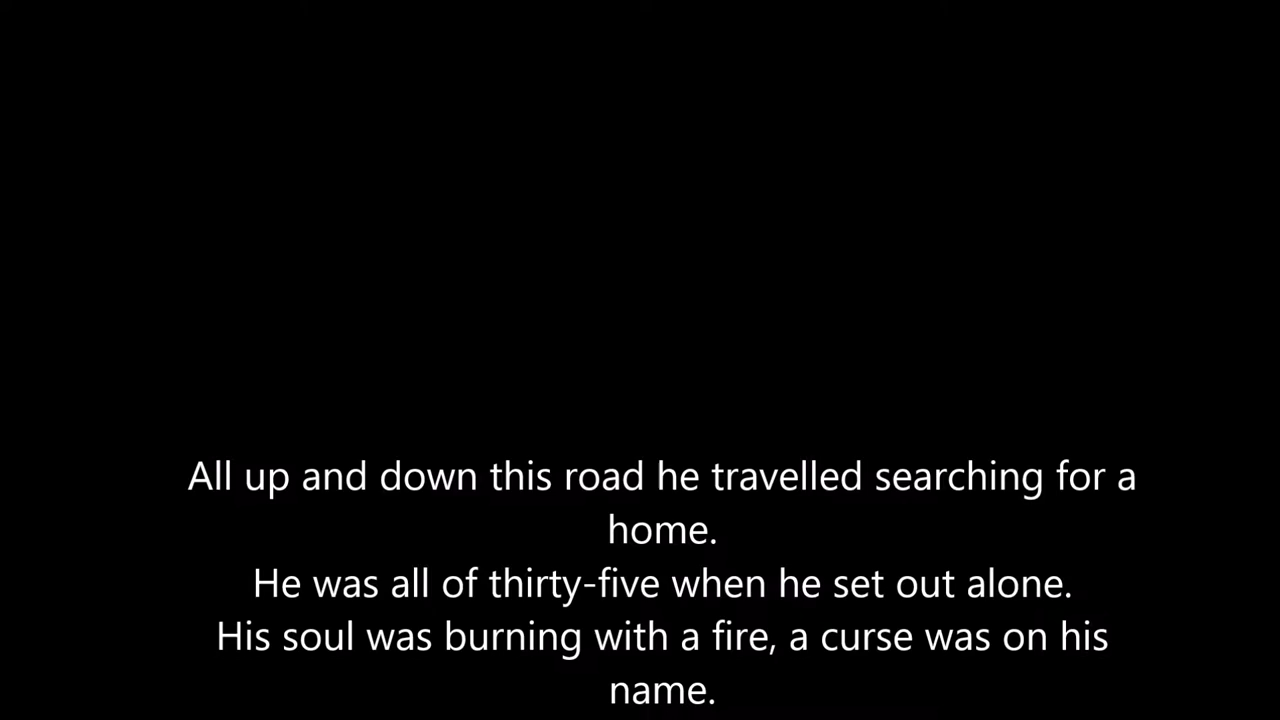 All up and down this road he travelled searching for a
home.
He was all of thirty-five when he set out alone.
His soul was burning with a fire, a curse was on his
name.